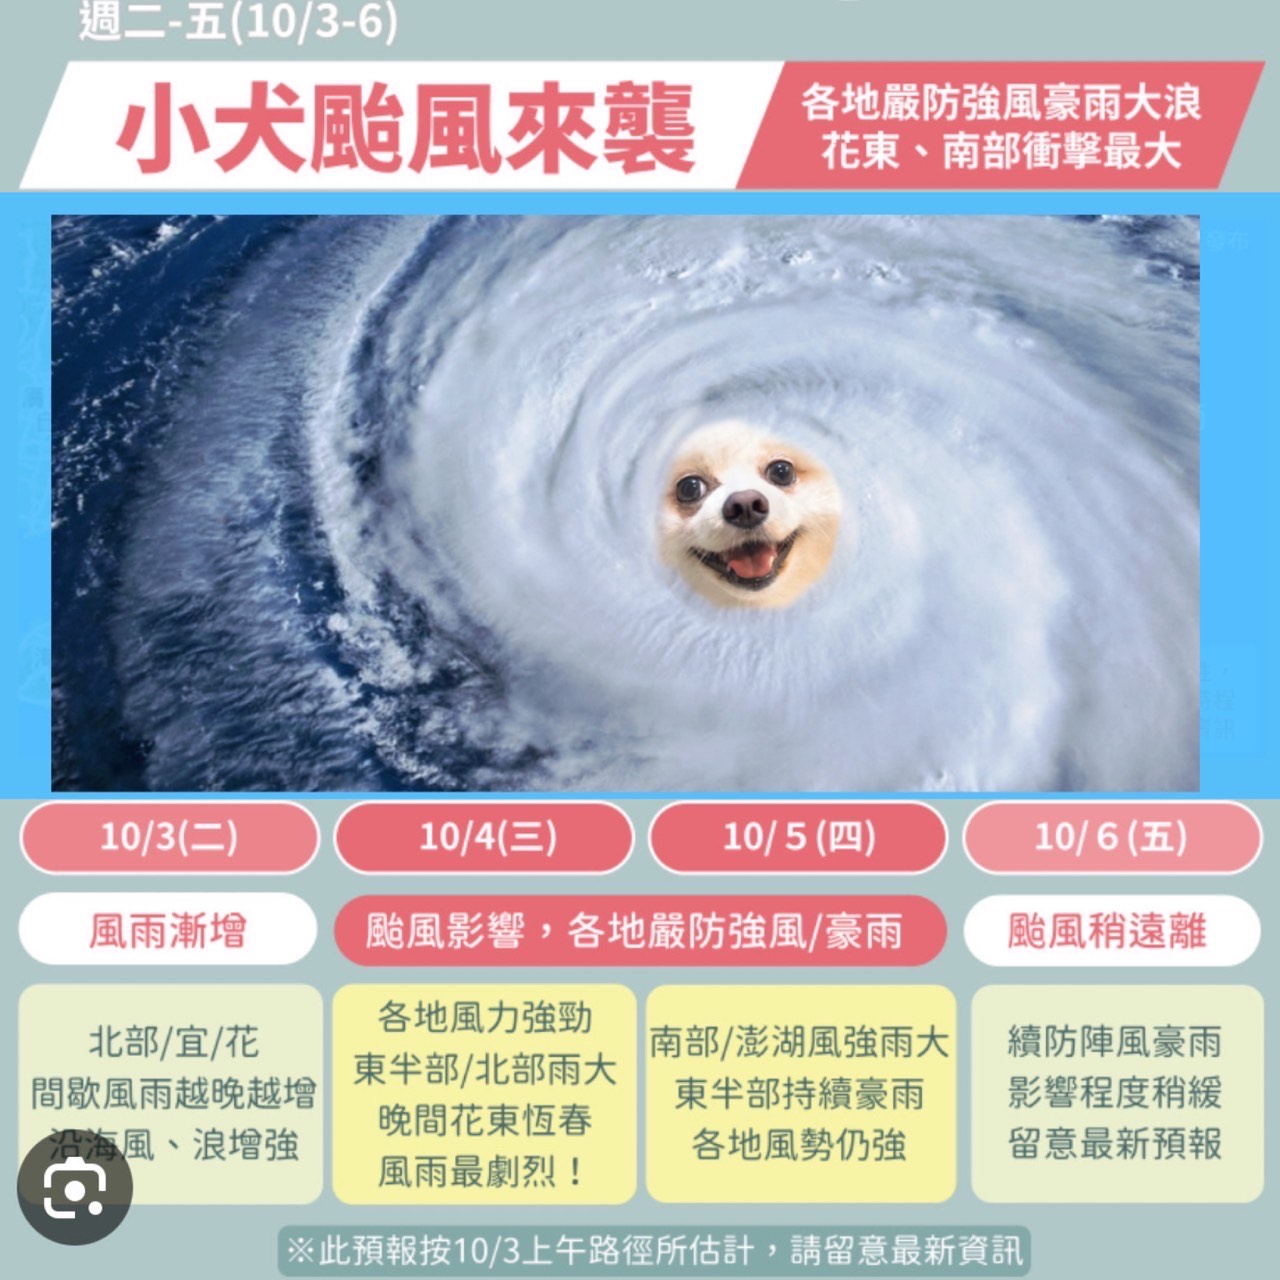 週二-五(10/3-6)
小犬颱風來襲
各地嚴防強風豪雨大浪
花東、南部衝擊最大
發布
10/3(二)
10/4(三)
10/5(四)
10/6(五)
風雨漸增
颱風影響，各地嚴防強風/豪雨
颱風稍遠離
北部/宜/花
間歇風雨越晚越增
沿海風、浪增強
各地風力強勁
東半部/北部雨大
晚間花東恆春
風雨最劇烈！
南部/澎湖風強雨大
東半部持續豪雨
各地風勢仍強
續防陣風豪雨
影響程度稍緩
留意最新預報
※此預報按10/3上午路徑所估計，請留意最新資訊